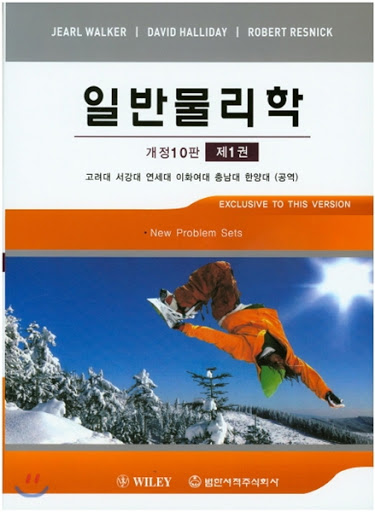 JEARL WALKER | DAVID HALLIDAY | ROBERT RESNICK
일반물리학
개정10판 제1권
고려대 서강대 연세대 이화여대 충남대 한양대 (공역)
EXCLUSIVE TO THIS VERSION
· New Problem Sets
WILEY 범한서적주식회사